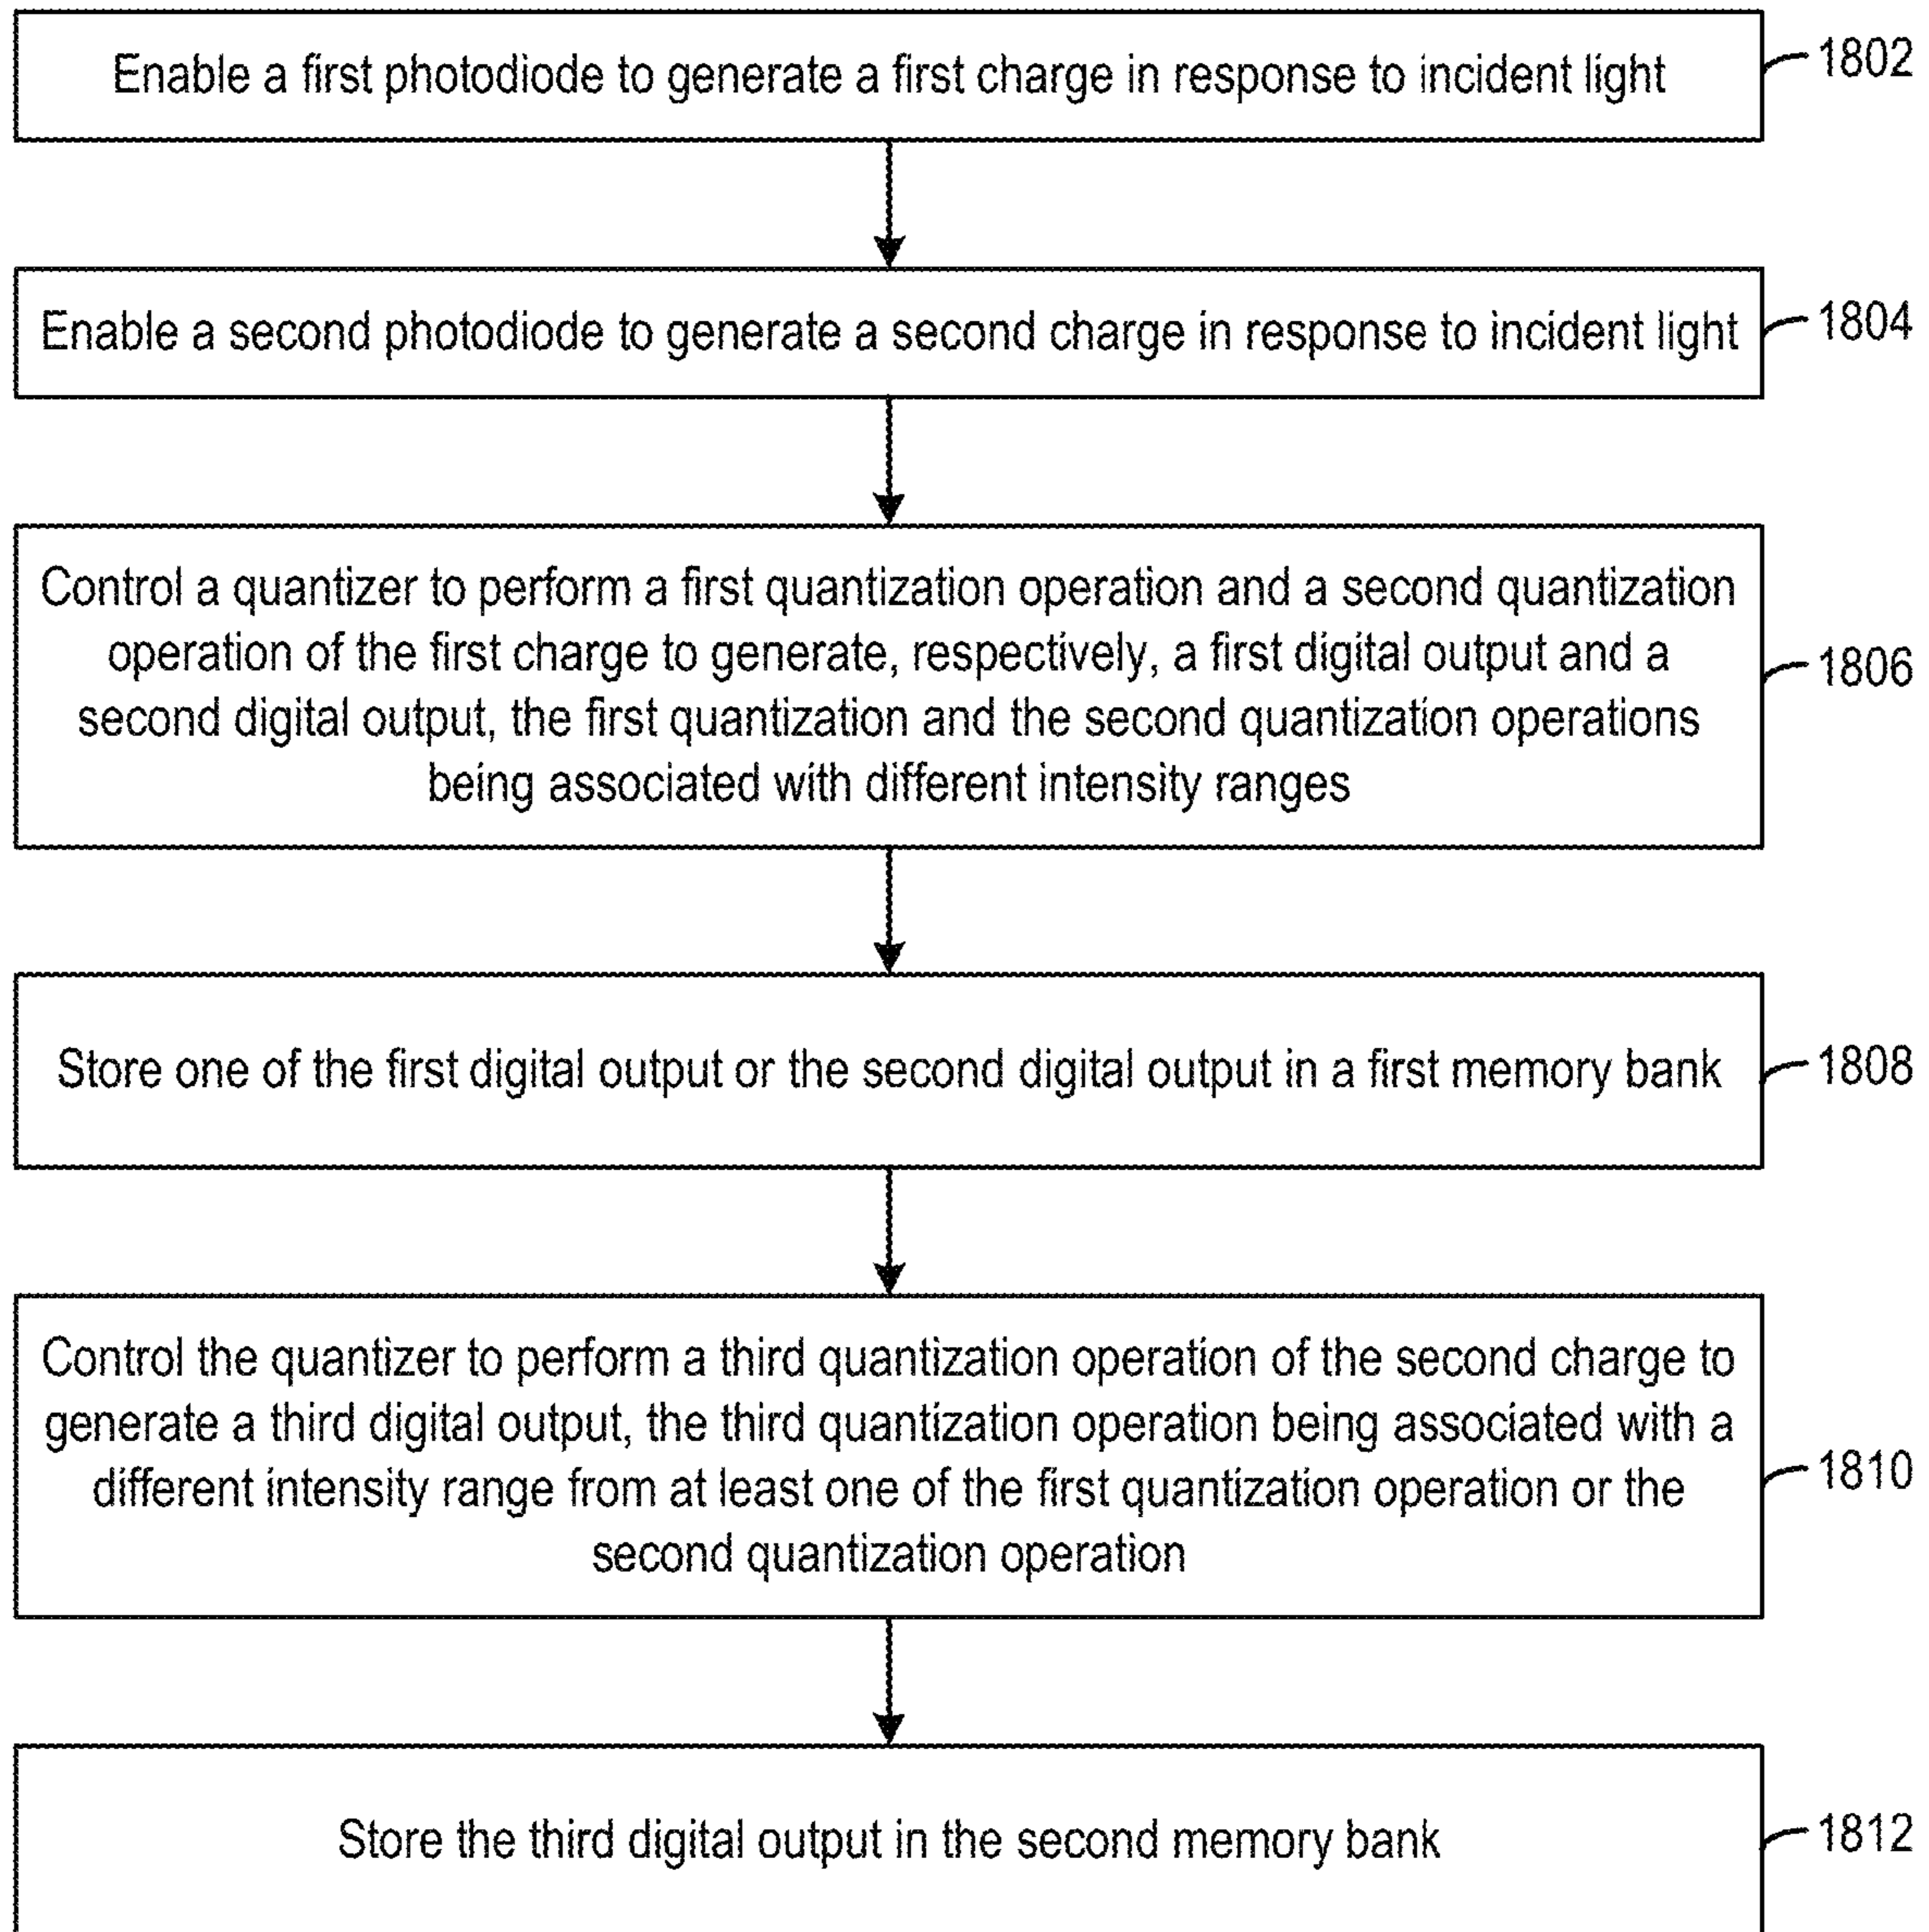 Enable a first photodiode to generate a first charge in response to incident light
1802
Enable a second photodiode to generate a second charge in response to incident light
1804
Control a quantizer to perform a first quantization operation and a second quantization
operation of the first charge to generate, respectively, a first digital output and a
second digital output, the first quantization and the second quantization operations
being associated with different intensity ranges
1806
Store one of the first digital output or the second digital output in a first memory bank
1808
Control the quantizer to perform a third quantization operation of the second charge to
generate a third digital output, the third quantization operation being associated with a
different intensity range from at least one of the first quantization operation or the
second quantization operation
1810
Store the third digital output in the second memory bank
1812